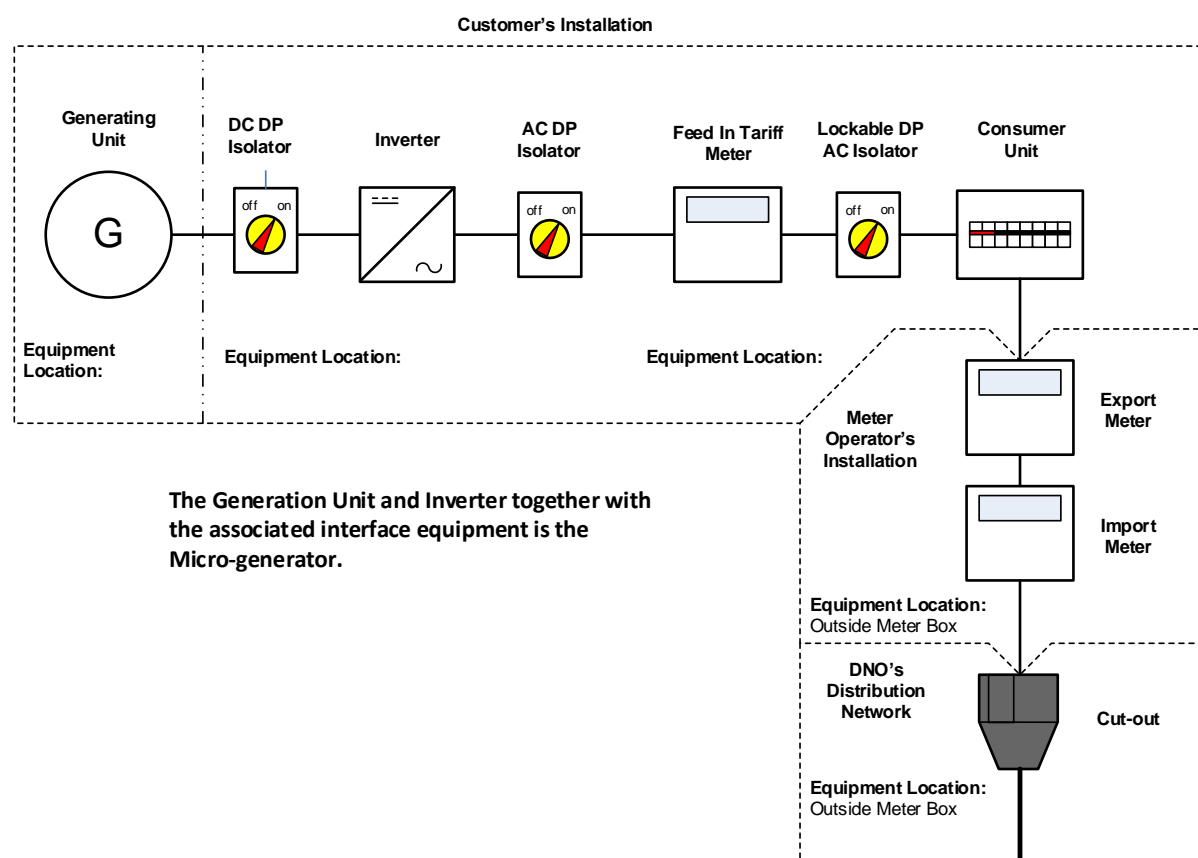 Customer's Installation
Generating
Unit
DC DP
Isolator
Inverter
AC DP
Isolator
Feed In Tariff
Meter
Lockable DP
AC Isolator
Consumer
Unit
off on
off on
off on
G
Equipment
Location:
Equipment Location:
Equipment Location:
Meter
Operator's
Installation
Export
Meter
The Generation Unit and Inverter together with
the associated interface equipment is the
Micro-generator.
Import
Meter
Equipment Location:
Outside Meter Box
DNO's
Distribution
Network
Cut-out
Equipment Location:
Outside Meter Box